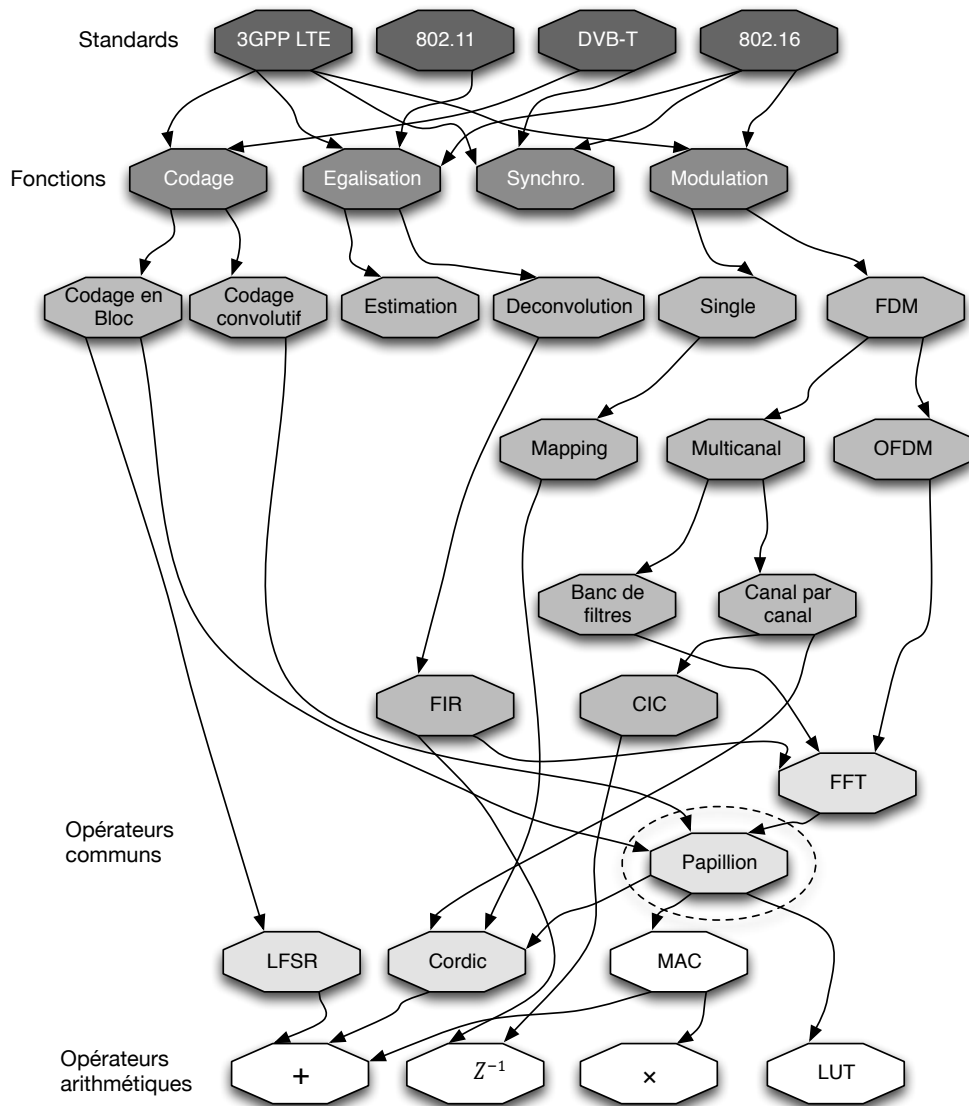 Standards
3GPP LTE
802.11
DVB-T
802.16
Fonctions
Codage
Egalisation
Synchro.
Modulation
Codage en
Bloc
Codage
convolutif
Estimation
Deconvolution
Single
FDM
Mapping
Multicanal
OFDM
Banc de
filtres
Canal par
canal
FIR
CIC
FFT
Opérateurs
communs
Papillion
LFSR
Cordic
MAC
Opérateurs
arithmétiques
+
Z⁻¹
×
LUT